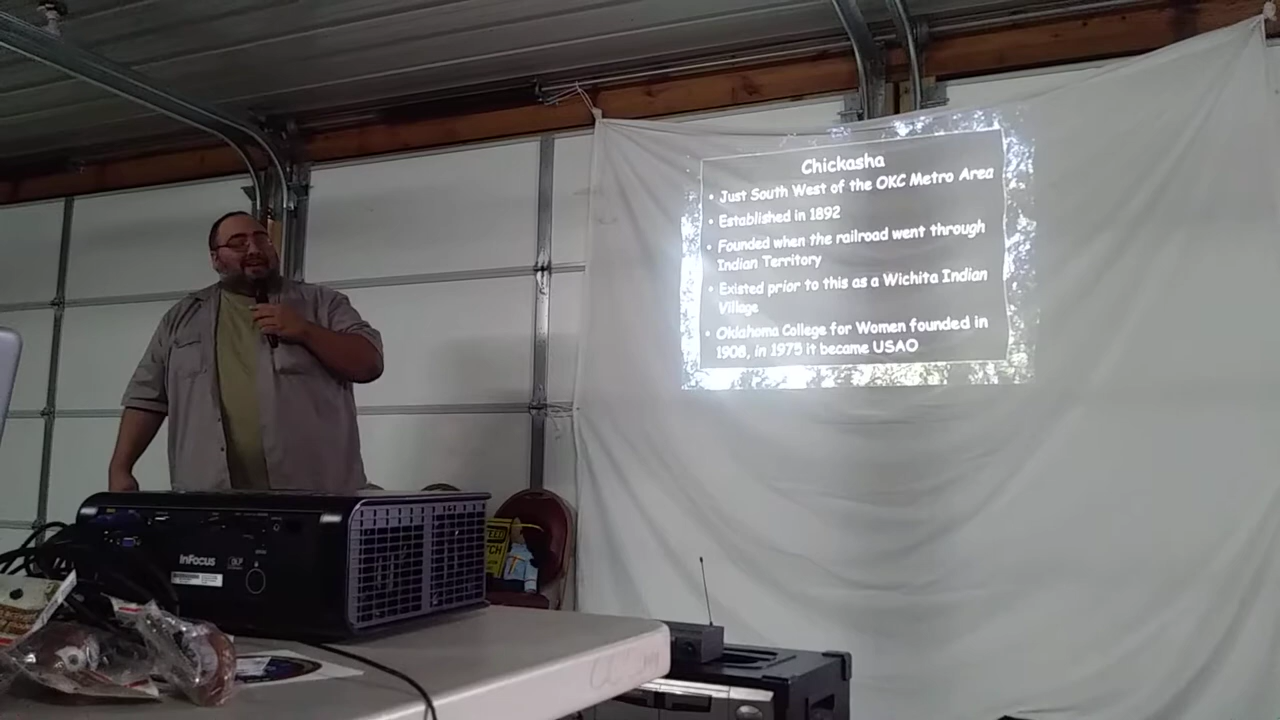 Chickasha
• Just South West of the OKC Metro Area
• Established in 1892
• Founded when the railroad went through
Indian Territory
• Existed prior to this as a Wichita Indian
Village
• Oklahoma College for Women founded in
1908, in 1975 it became USAO
InFocus
DLP